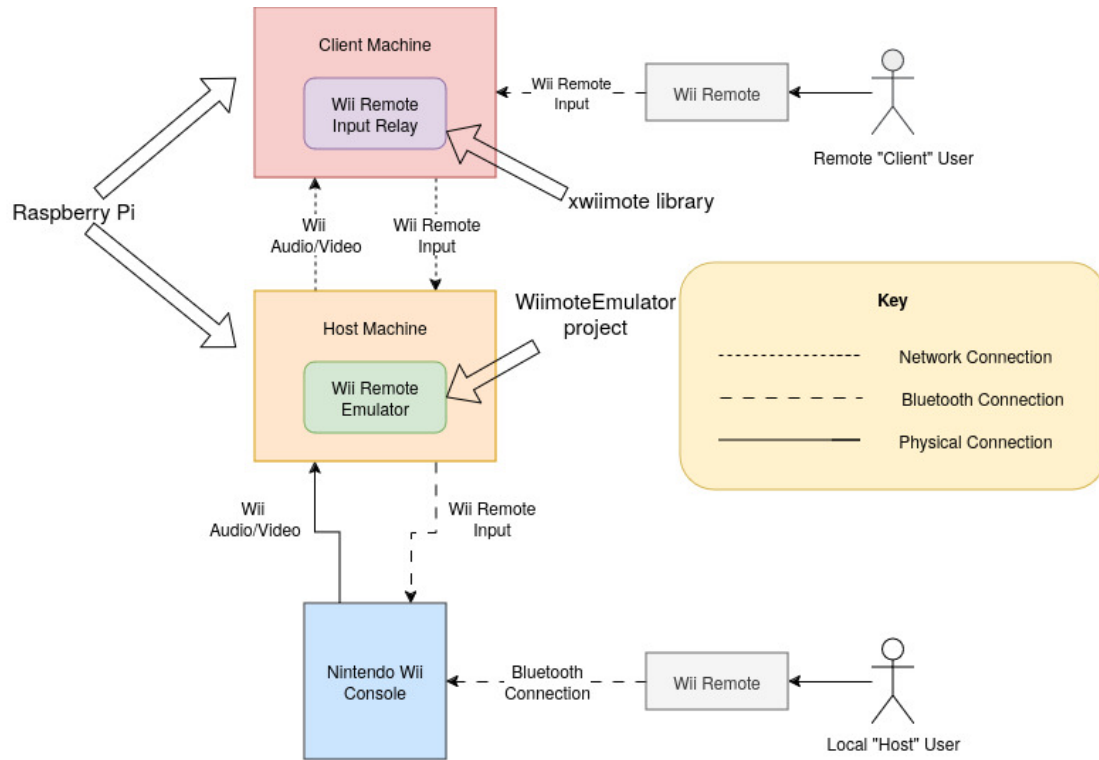 Client Machine
Wii Remote
Input Relay
Wii Remote
Input
Wii Remote
Remote "Client" User
xwiimote library
Raspberry Pi
Wii
Audio/Video
Wii Remote
Input
WiimoteEmulator
project
Host Machine
Wii Remote
Emulator
Key
Network Connection
Bluetooth Connection
Physical Connection
Wii
Audio/Video
Wii Remote
Input
Nintendo Wii
Console
Bluetooth
Connection
Wii Remote
Local "Host" User